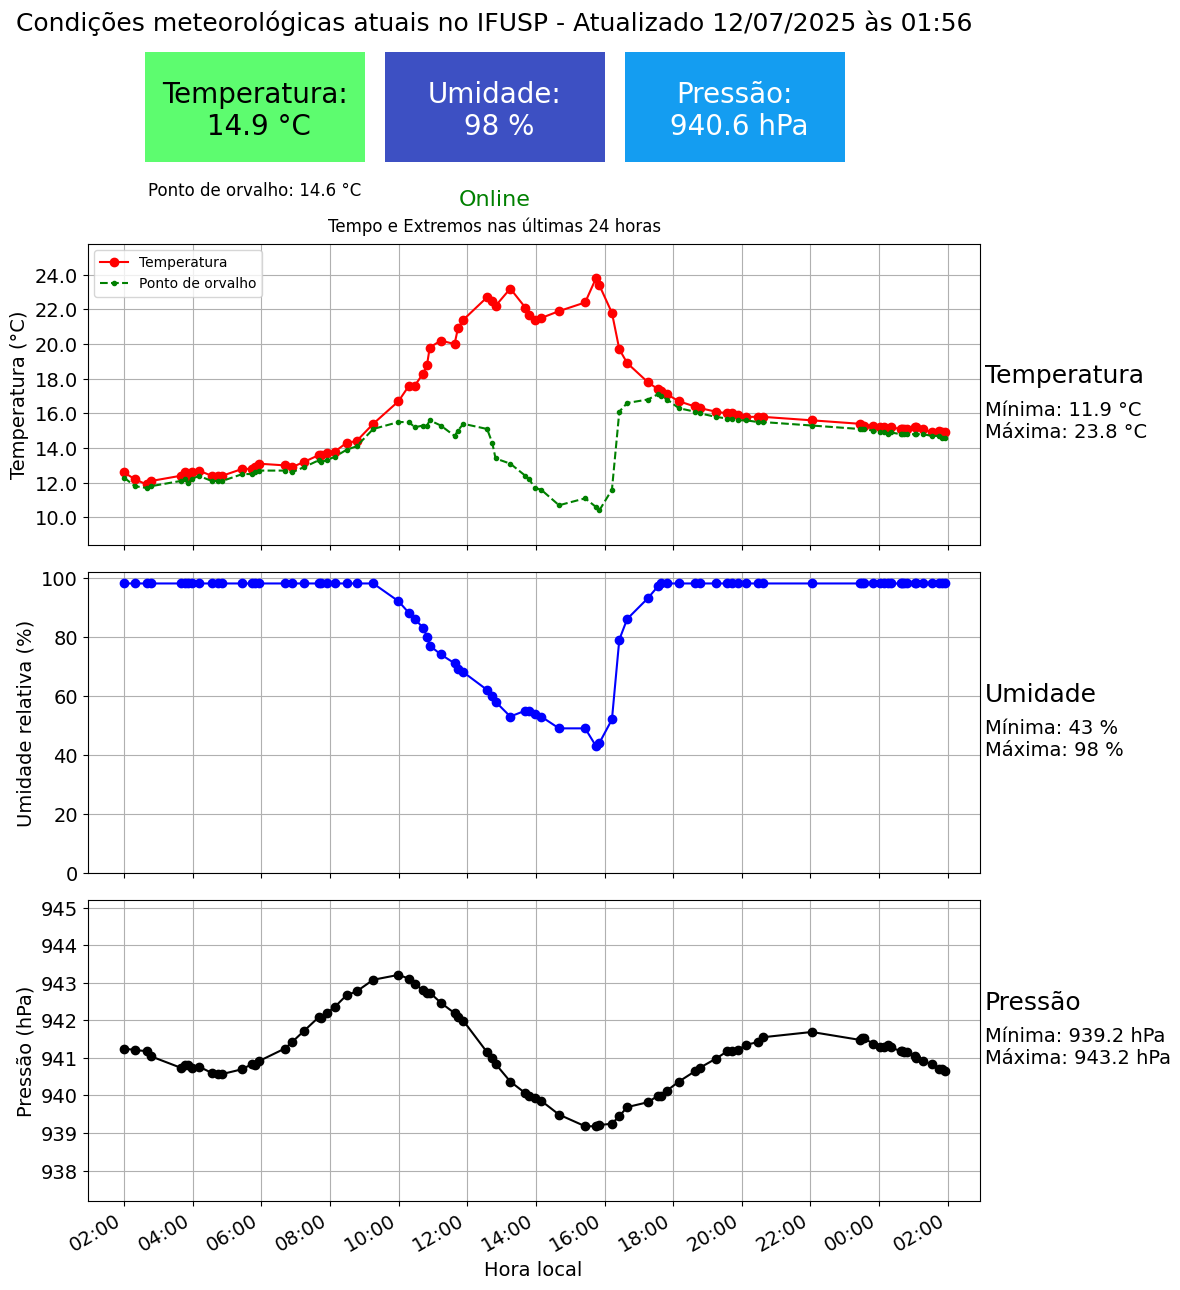 Condições meteorológicas atuais no IFUSP - Atualizado 12/07/2025 às 01:56
Temperatura:
14.9 °C
Umidade:
98 %
Pressão:
940.6 hPa
Ponto de orvalho: 14.6 °C
Online
Tempo e Extremos nas últimas 24 horas
Temperatura (°C)
24.0
22.0
20.0
18.0
16.0
14.0
12.0
10.0
Temperatura
Ponto de orvalho
Temperatura
Mínima: 11.9 °C
Máxima: 23.8 °C
Umidade relativa (%)
100
80
60
40
20
0
Umidade
Mínima: 43 %
Máxima: 98 %
Pressão (hPa)
945
944
943
942
941
940
939
938
Pressão
Mínima: 939.2 hPa
Máxima: 943.2 hPa
02:00
04:00
06:00
08:00
10:00
12:00
14:00
16:00
18:00
20:00
22:00
00:00
02:00
Hora local